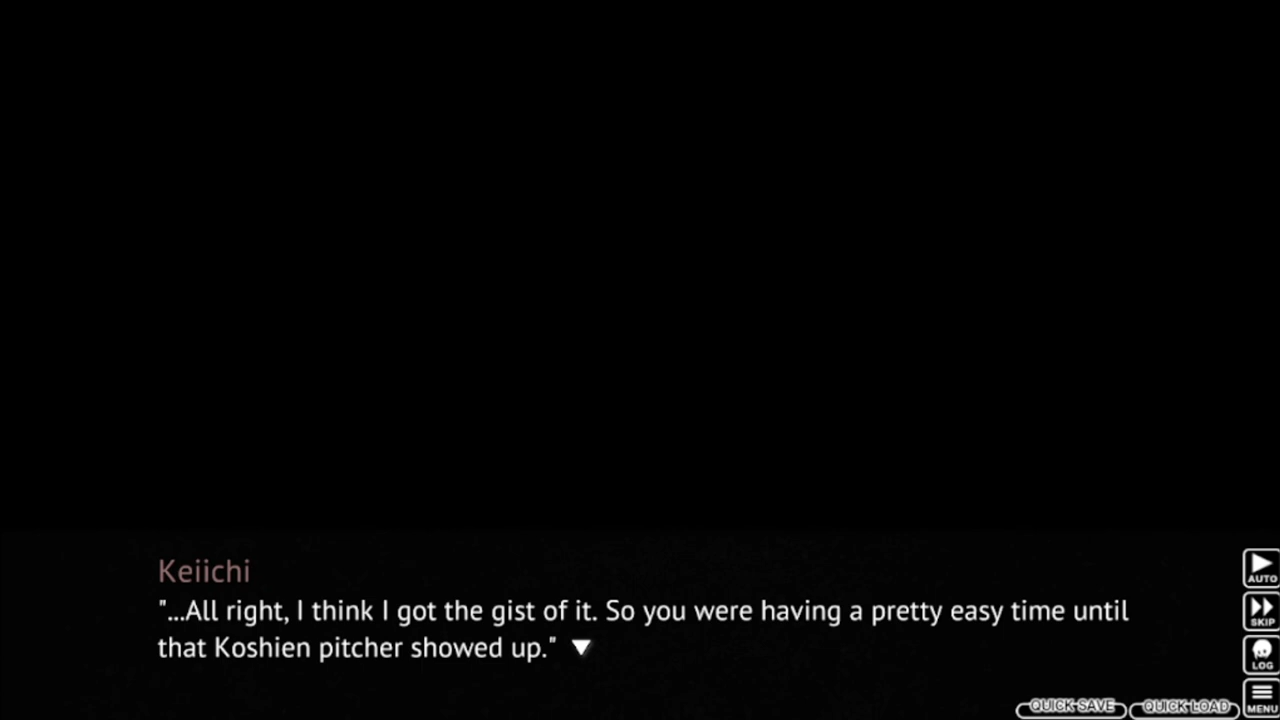 Keiichi
"...All right, I think I got the gist of it. So you were having a pretty easy time until
that Koshien pitcher showed up."
AUTO
SKIP
LOG
MENU
QUICK SAVE QUICK LOAD